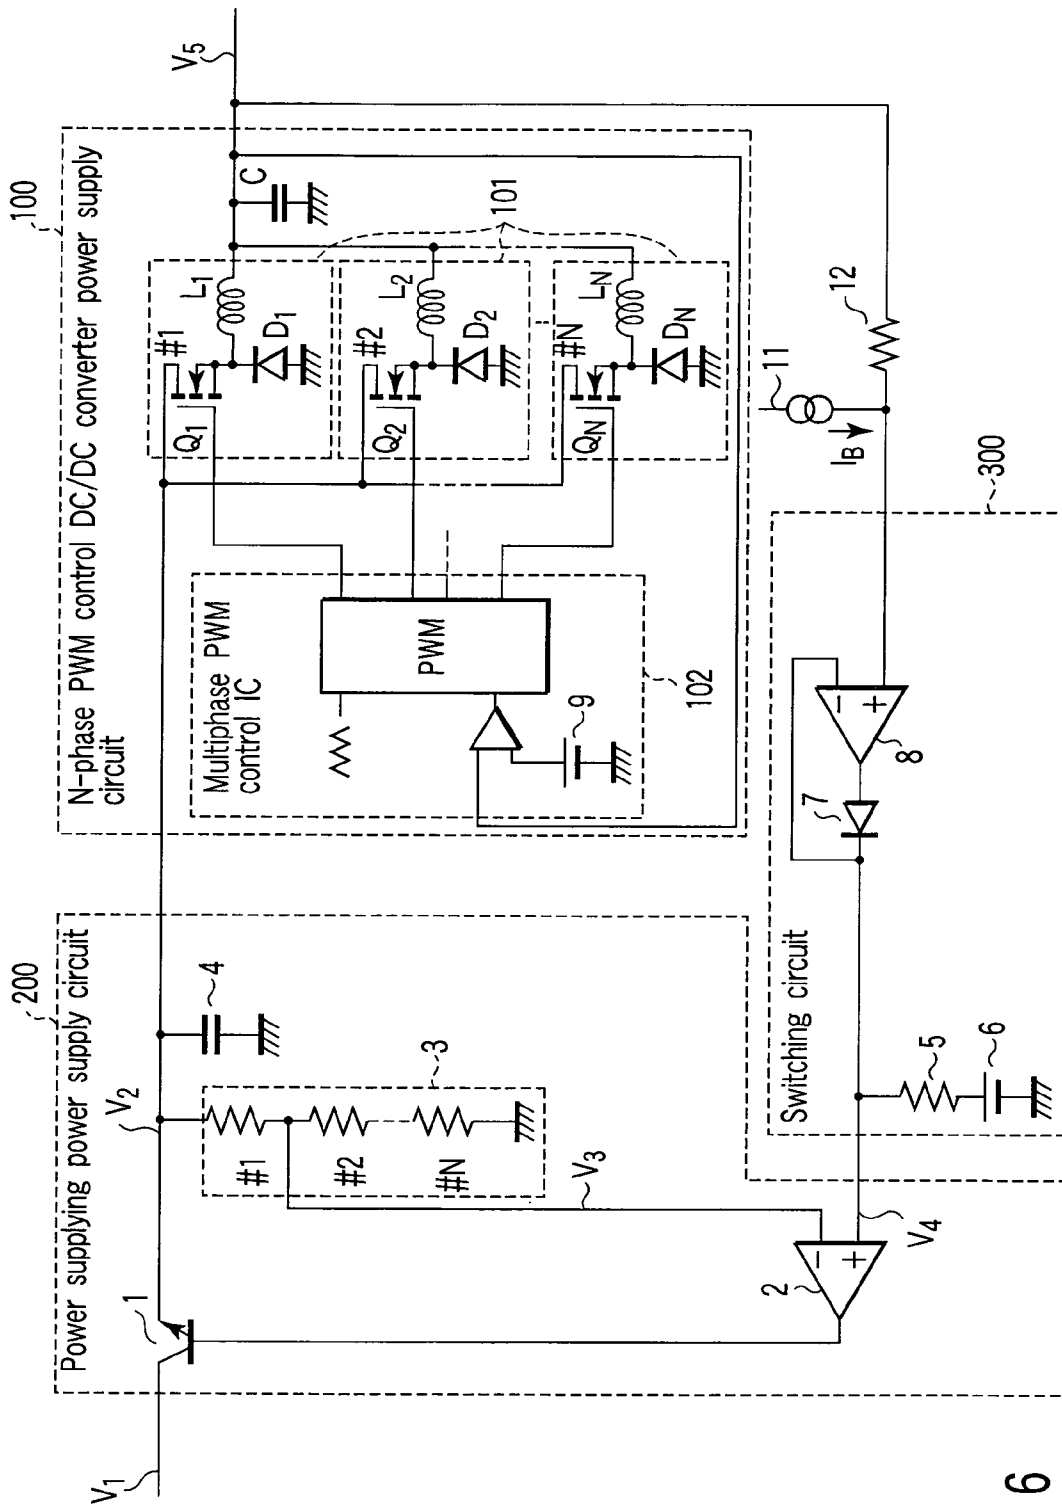 100
N-phase PWM control DC/DC converter power supply
circuit
200
Power supplying power supply circuit
V1
1
V2
4
3
#1
#2
#N
V3
2
−
+
V4
Multiphase PWM
control IC
PWM
9
102
Q1
#1
L1
D1
Q2
#2
L2
D2
QN
#N
LN
DN
101
C
V5
Switching circuit
300
5
6
7
8
−
+
IB
11
12
6